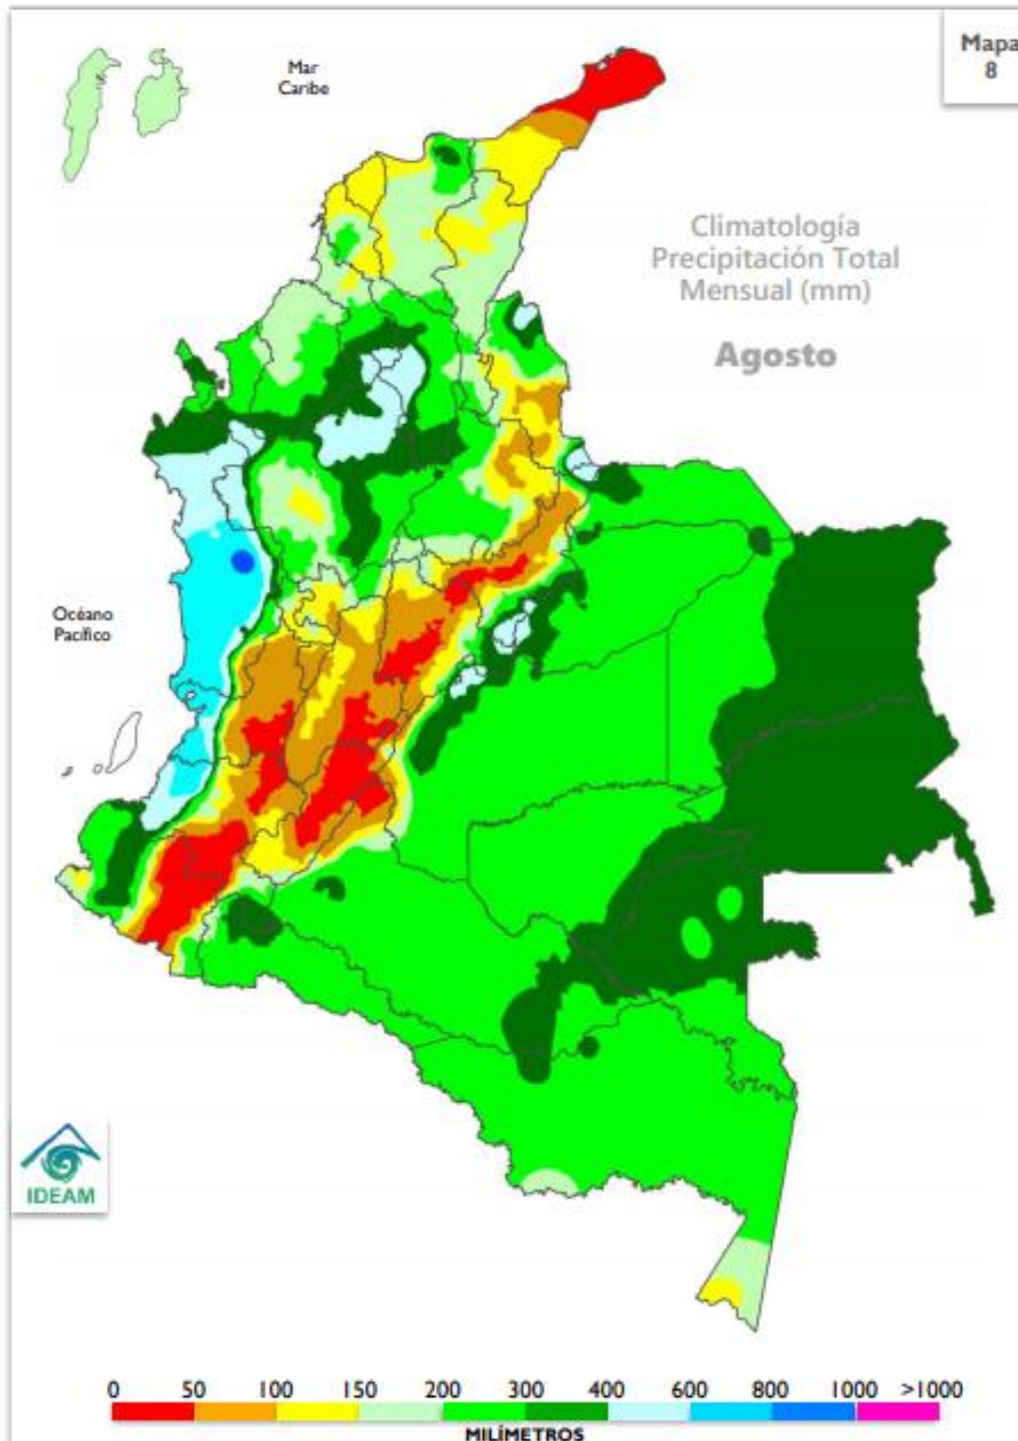 Mapa
8
Mar
Caribe
Climatología
Precipitación Total
Mensual (mm)
Agosto
Océano
Pacífico
IDEAM
0 50 100 150 200 300 400 600 800 1000 >1000
MILÍMETROS